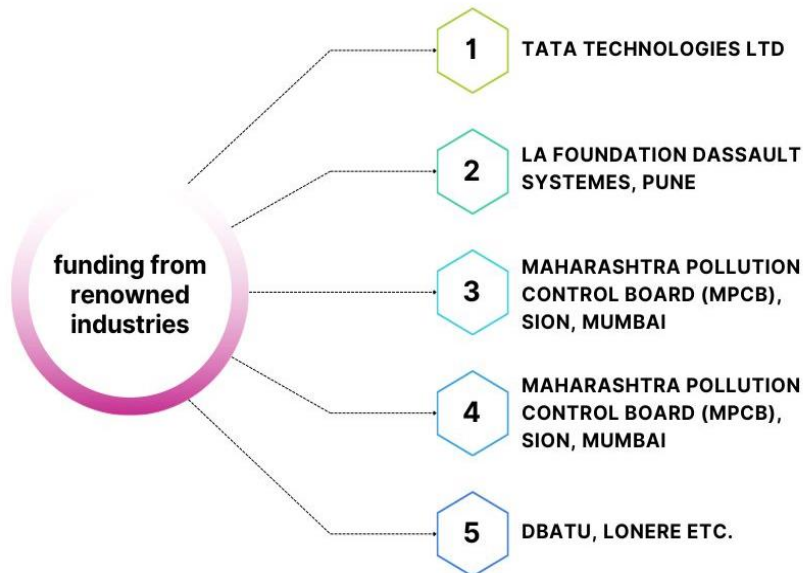 funding from
renowned
industries
1
TATA TECHNOLOGIES LTD
2
LA FOUNDATION DASSAULT
SYSTEMES, PUNE
3
MAHARASHTRA POLLUTION
CONTROL BOARD (MPCB),
SION, MUMBAI
4
MAHARASHTRA POLLUTION
CONTROL BOARD (MPCB),
SION, MUMBAI
5
DBATU, LONERE ETC.